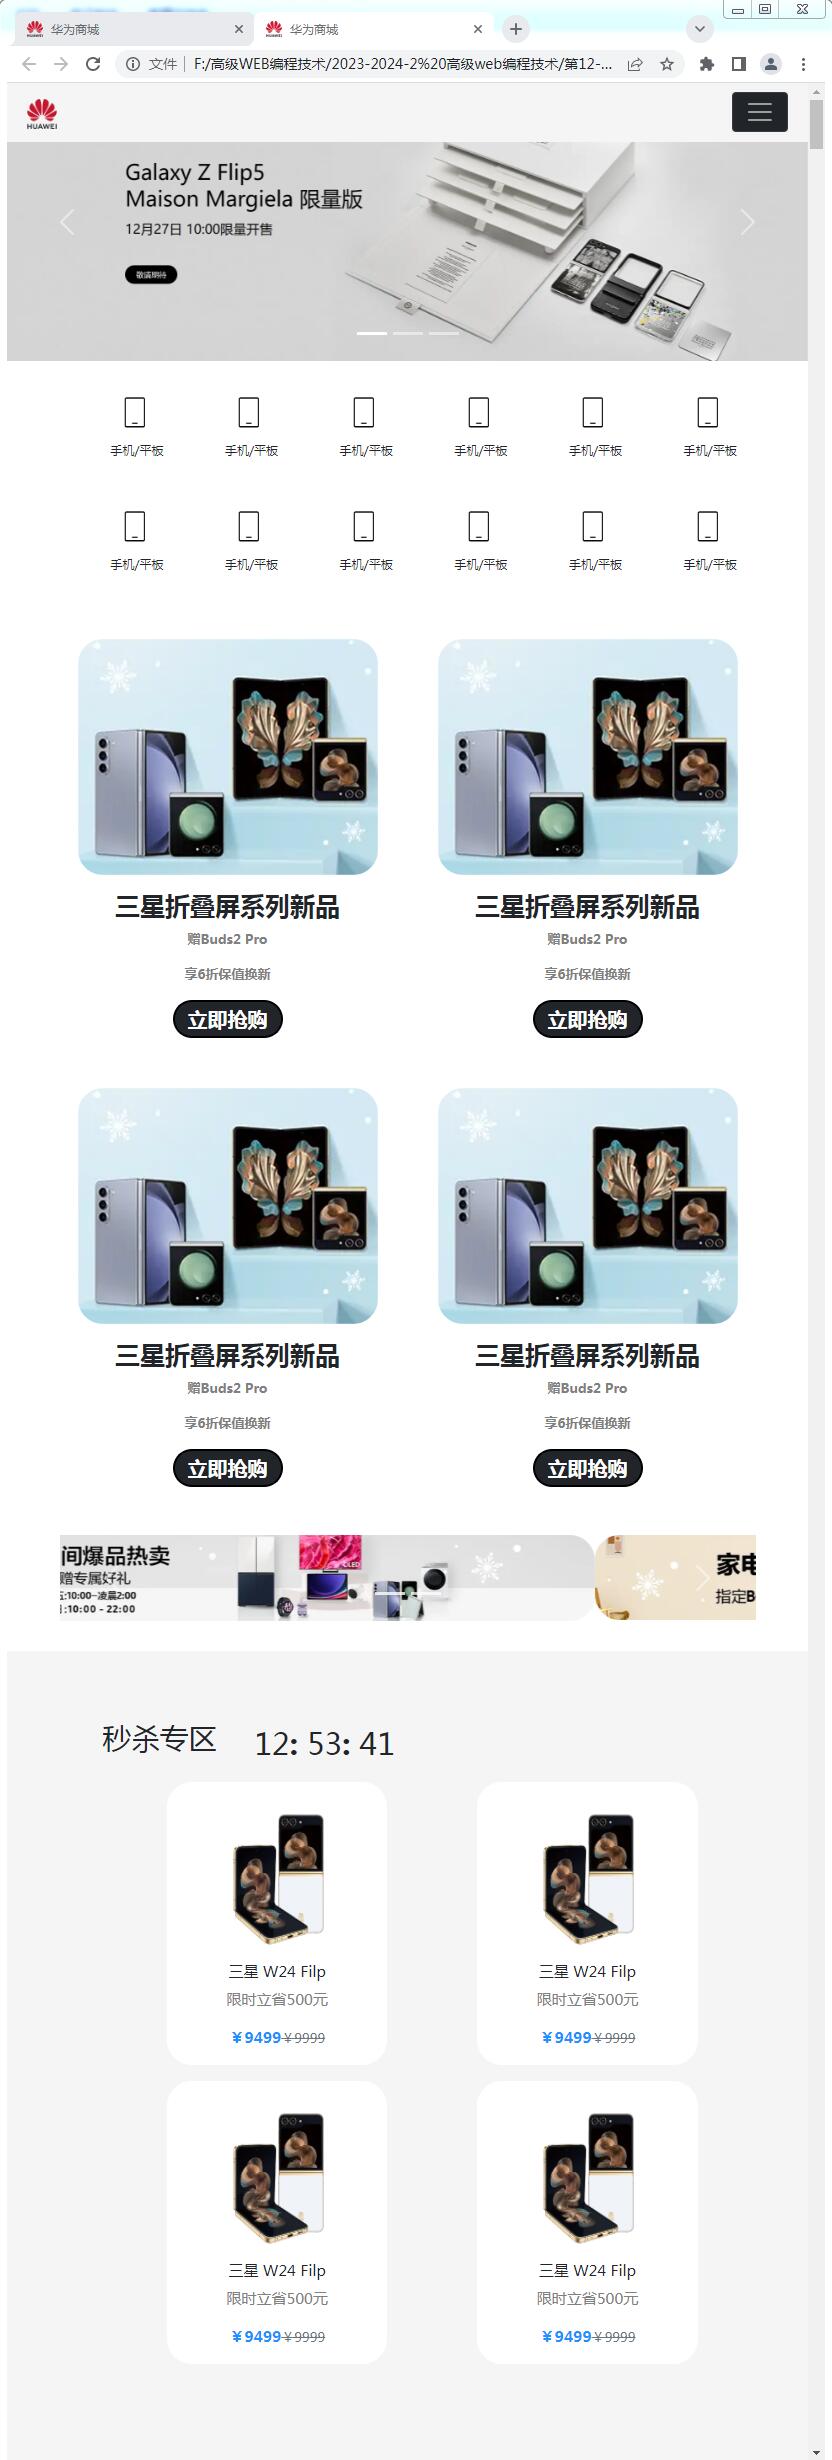 华为商城
华为商城
文件 | F:/高级WEB编程技术/2023-2024-2%20高级web编程技术/第12-...
HUAWEI
Galaxy Z Flip5
Maison Margiela 限量版
12月27日 10:00限量开售
敬请期待
手机/平板 手机/平板 手机/平板 手机/平板 手机/平板 手机/平板
手机/平板 手机/平板 手机/平板 手机/平板 手机/平板 手机/平板
三星折叠屏系列新品 三星折叠屏系列新品
赠Buds2 Pro 赠Buds2 Pro
享6折保值换新 享6折保值换新
立即抢购 立即抢购
三星折叠屏系列新品 三星折叠屏系列新品
赠Buds2 Pro 赠Buds2 Pro
享6折保值换新 享6折保值换新
立即抢购 立即抢购
间爆品热卖
赠专属好礼
:10:00-凌晨2:00
:10:00 - 22:00
OLED
家电
指定B
秒杀专区 12: 53: 41
三星 W24 Filp 三星 W24 Filp
限时立省500元 限时立省500元
￥9499￥9999 ￥9499￥9999
三星 W24 Filp 三星 W24 Filp
限时立省500元 限时立省500元
￥9499￥9999 ￥9499￥9999